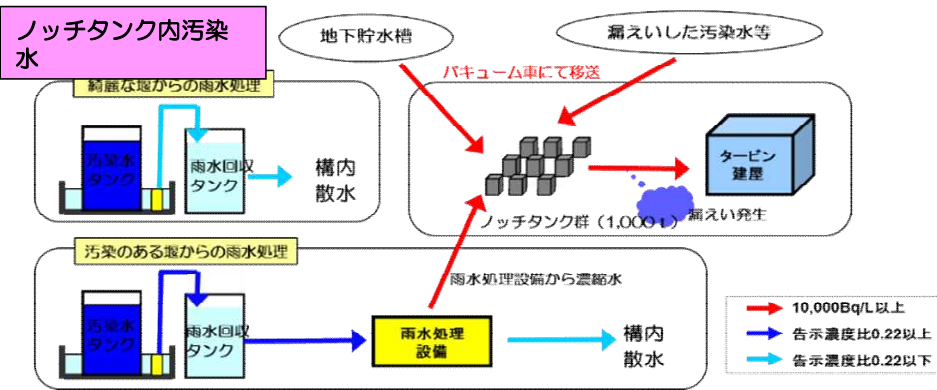 ノッチタンク内汚染
水
地下貯水槽
漏えいした汚染水等
バキューム車にて移送
綺麗な堰からの雨水処理
汚染水
タンク
雨水回収
タンク
構内
散水
タービン
建屋
漏えい発生
ノッチタンク群（1,000ｔ）
汚染のある堰からの雨水処理
雨水処理設備から濃縮水
汚染水
タンク
雨水回収
タンク
雨水処理
設備
構内
散水
10,000Bq/L以上
告示濃度比0.22以上
告示濃度比0.22以下